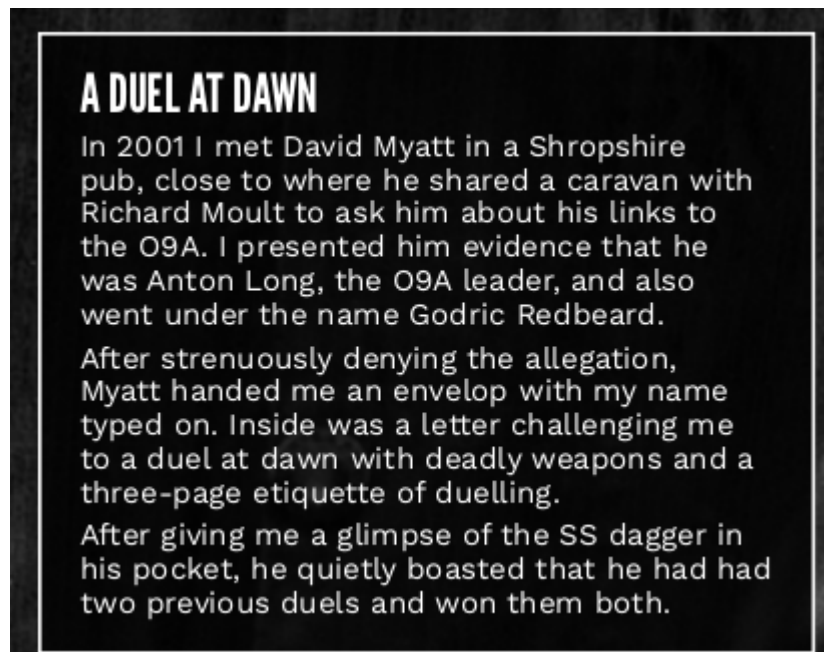 A DUEL AT DAWN
In 2001 I met David Myatt in a Shropshire
pub, close to where he shared a caravan with
Richard Moult to ask him about his links to
the O9A. I presented him evidence that he
was Anton Long, the O9A leader, and also
went under the name Godric Redbeard.
After strenuously denying the allegation,
Myatt handed me an envelop with my name
typed on. Inside was a letter challenging me
to a duel at dawn with deadly weapons and a
three-page etiquette of duelling.
After giving me a glimpse of the SS dagger in
his pocket, he quietly boasted that he had had
two previous duels and won them both.